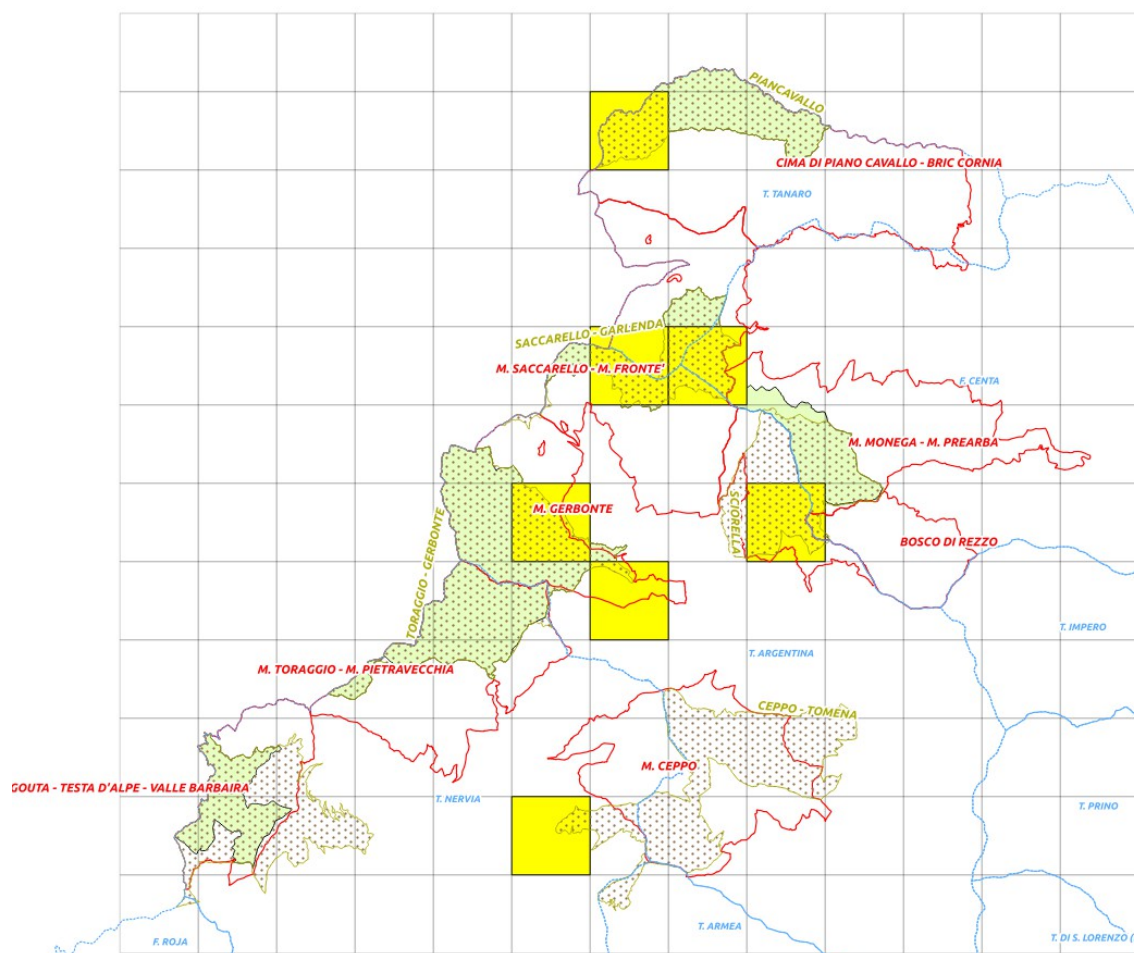 PIANCAVALLO
CIMA DI PIANO CAVALLO - BRIC CORNIA
T. TANARO
SACCARELLO - GARLENDA
M. SACCARELLO - M. FRONTE'
F. CENTA
M. MONEGA - M. PREARBA
M. GERBONTE
SCIORELLA
BOSCO DI REZZO
TORAGGIO - GERBONTE
T. IMPERO
T. ARGENTINA
M. TORAGGIO - M. PIETRAVECCHIA
CEPPO - TOMENA
M. CEPPO
GOUTA - TESTA D'ALPE - VALLE BARBAIRA
T. NERVIA
T. PRINO
T. ARMEA
F. ROJA
T. DI S. LORENZO (